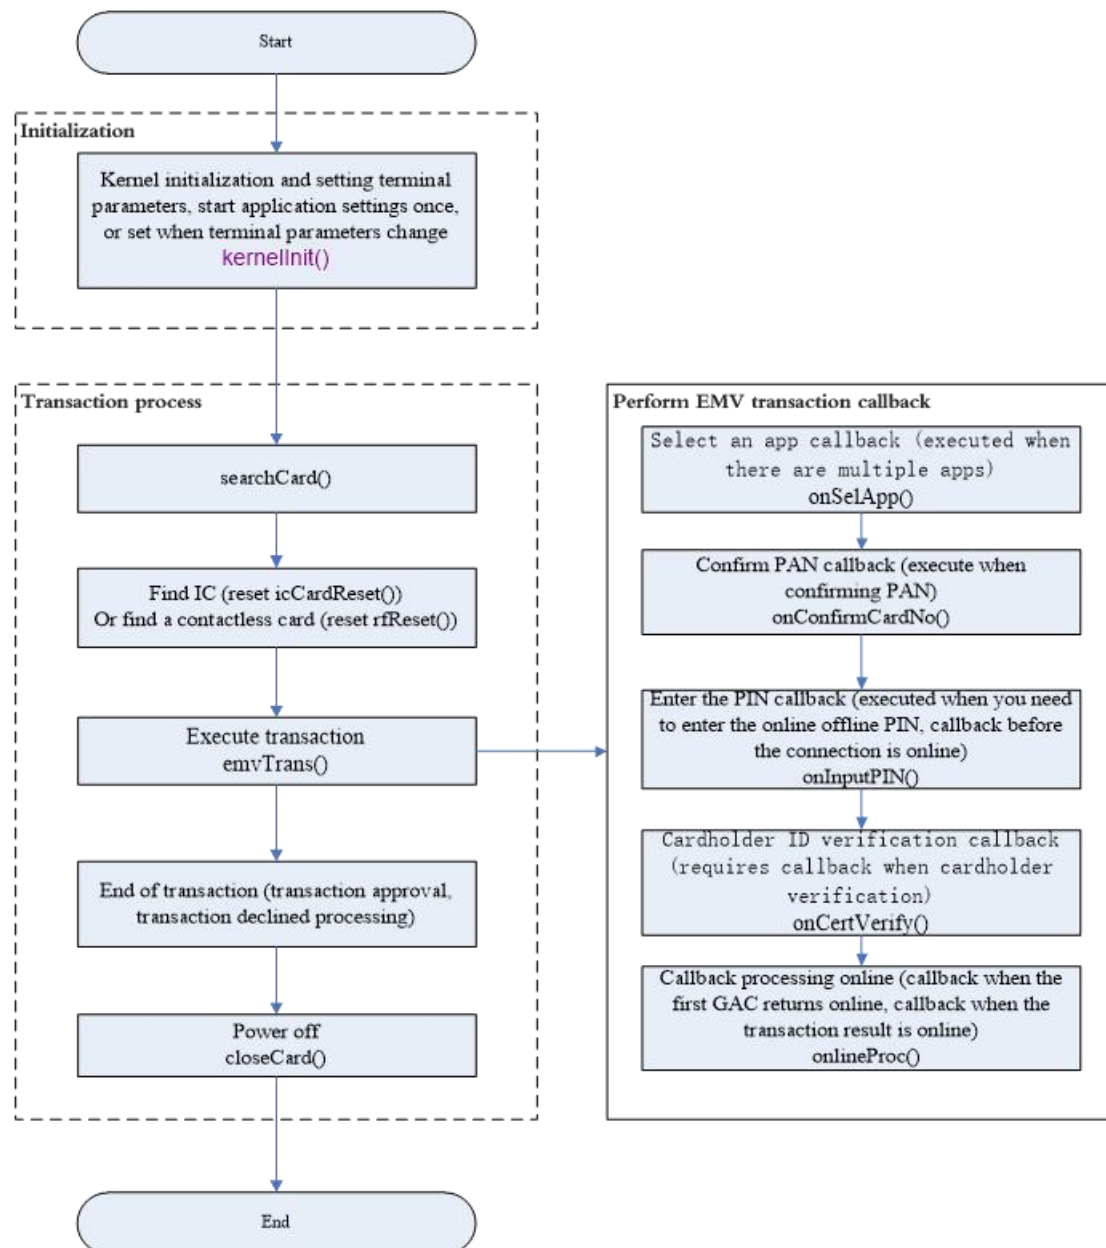 Start
Initialization
Kernel initialization and setting terminal
parameters, start application settings once,
or set when terminal parameters change
kernelInit()
Transaction process
searchCard()
Find IC (reset icCardReset())
Or find a contactless card (reset rfReset())
Execute transaction
emvTrans()
End of transaction (transaction approval,
transaction declined processing)
Power off
closeCard()
End
Perform EMV transaction callback
Select an app callback (executed when
there are multiple apps)
onSelApp()
Confirm PAN callback (execute when
confirming PAN)
onConfirmCardNo()
Enter the PIN callback (executed when you need
to enter the online offline PIN, callback before
the connection is online)
onInputPIN()
Cardholder ID verification callback
(requires callback when cardholder
verification)
onCertVerify()
Callback processing online (callback when the
first GAC returns online, callback when the
transaction result is online)
onlineProc()